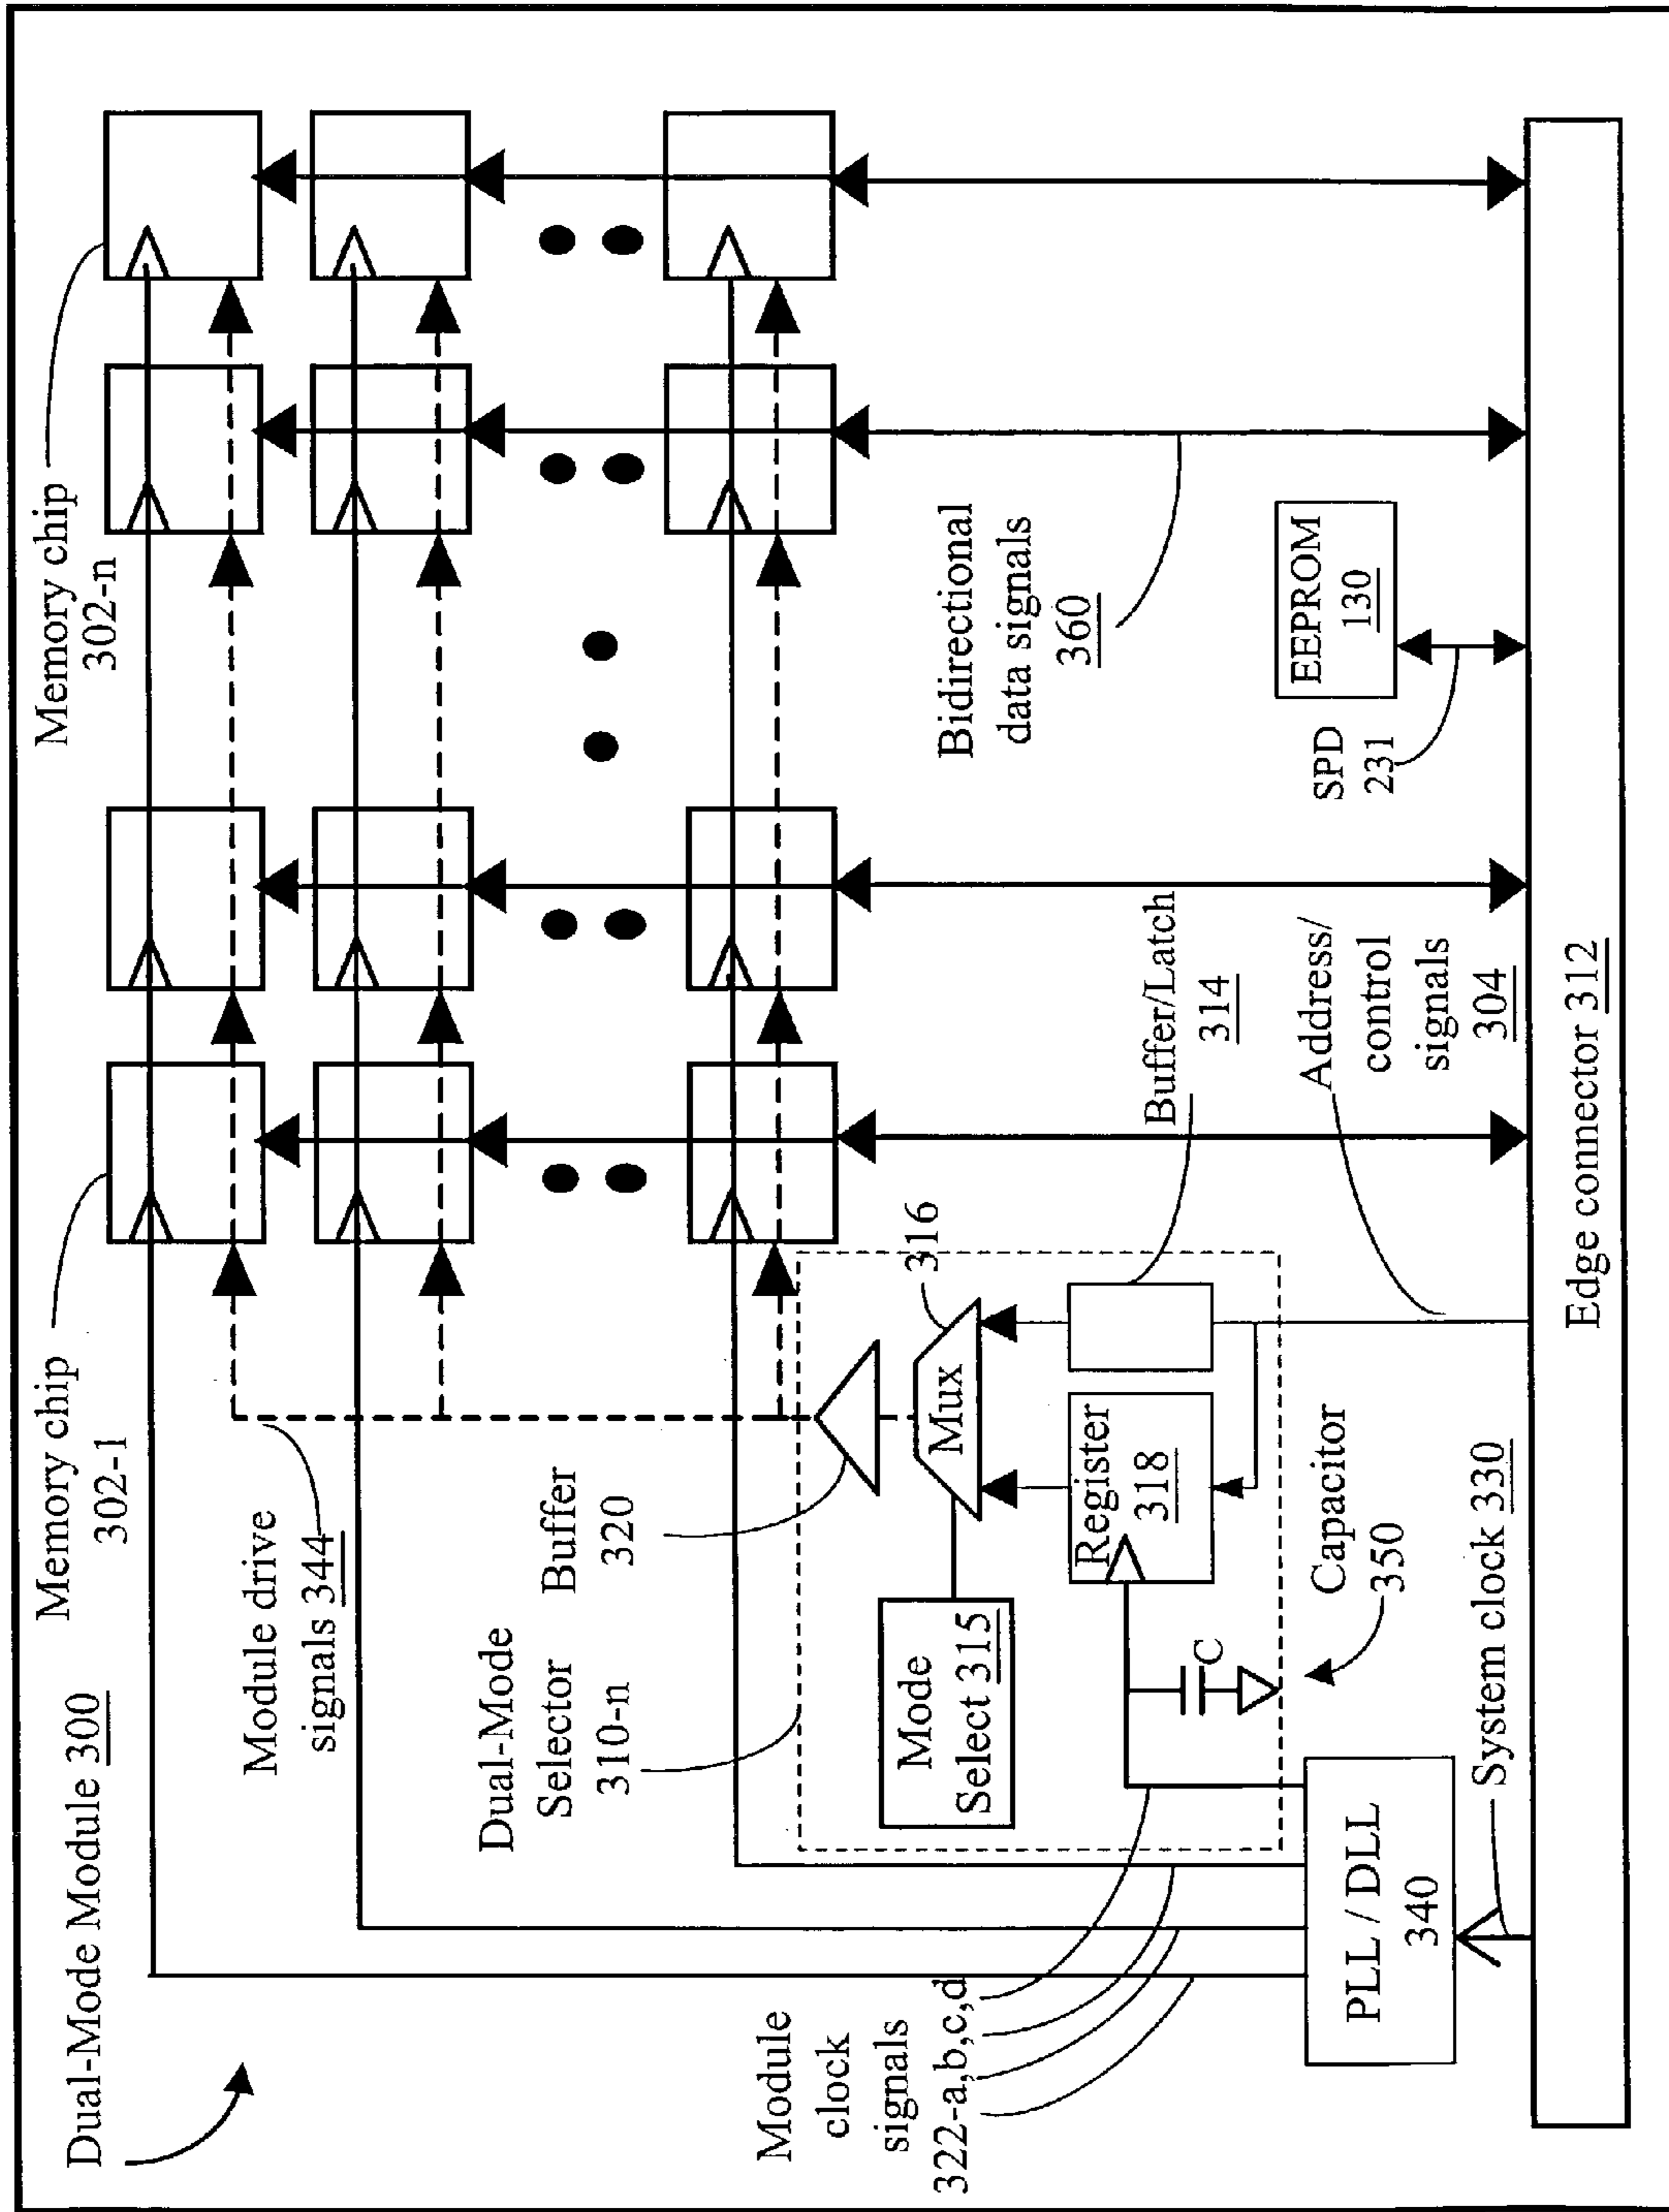 Dual-Mode Module 300
Memory chip
302-1
Memory chip
302-n
Module drive
signals 344
Dual-Mode
Selector
310-n
Buffer
320
Mode
Select 315
Mux
316
Register
318
Buffer/Latch
314
C
Capacitor
350
Module
clock
signals
322-a,b,c,d
PLL / DLL
340
System clock 330
Address/
control
signals
304
Bidirectional
data signals
360
SPD
231
EEPROM
130
Edge connector 312